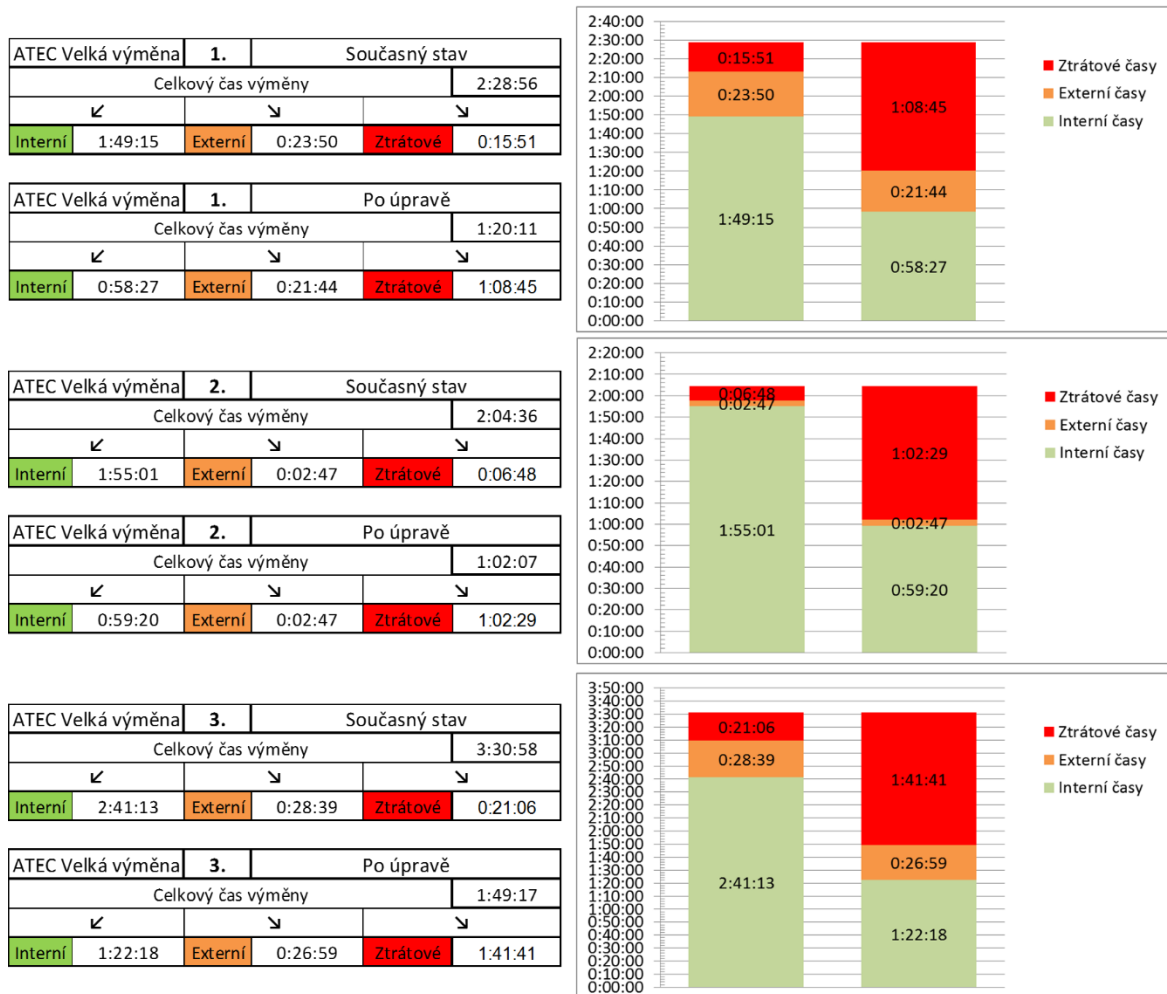 ATEC Velká výměna 1. Současný stav
Celkový čas výměny 2:28:56
↙ ↘ ↘
Interní 1:49:15 Externí 0:23:50 Ztrátové 0:15:51
ATEC Velká výměna 1. Po úpravě
Celkový čas výměny 1:20:11
↙ ↘ ↘
Interní 0:58:27 Externí 0:21:44 Ztrátové 1:08:45
2:40:00
2:30:00
2:20:00
2:10:00
2:00:00
1:50:00
1:40:00
1:30:00
1:20:00
1:10:00
1:00:00
0:50:00
0:40:00
0:30:00
0:20:00
0:10:00
0:00:00
0:15:51
0:23:50
1:49:15
1:08:45
0:21:44
0:58:27
Ztrátové časy
Externí časy
Interní časy
ATEC Velká výměna 2. Současný stav
Celkový čas výměny 2:04:36
↙ ↘ ↘
Interní 1:55:01 Externí 0:02:47 Ztrátové 0:06:48
ATEC Velká výměna 2. Po úpravě
Celkový čas výměny 1:02:07
↙ ↘ ↘
Interní 0:59:20 Externí 0:02:47 Ztrátové 1:02:29
2:20:00
2:10:00
2:00:00
1:50:00
1:40:00
1:30:00
1:20:00
1:10:00
1:00:00
0:50:00
0:40:00
0:30:00
0:20:00
0:10:00
0:00:00
0:06:48
0:02:47
1:55:01
1:02:29
0:02:47
0:59:20
Ztrátové časy
Externí časy
Interní časy
ATEC Velká výměna 3. Současný stav
Celkový čas výměny 3:30:58
↙ ↘ ↘
Interní 2:41:13 Externí 0:28:39 Ztrátové 0:21:06
ATEC Velká výměna 3. Po úpravě
Celkový čas výměny 1:49:17
↙ ↘ ↘
Interní 1:22:18 Externí 0:26:59 Ztrátové 1:41:41
3:50:00
3:40:00
3:30:00
3:20:00
3:10:00
3:00:00
2:50:00
2:40:00
2:30:00
2:20:00
2:10:00
2:00:00
1:50:00
1:40:00
1:30:00
1:20:00
1:10:00
1:00:00
0:50:00
0:40:00
0:30:00
0:20:00
0:10:00
0:00:00
0:21:06
0:28:39
2:41:13
1:41:41
0:26:59
1:22:18
Ztrátové časy
Externí časy
Interní časy